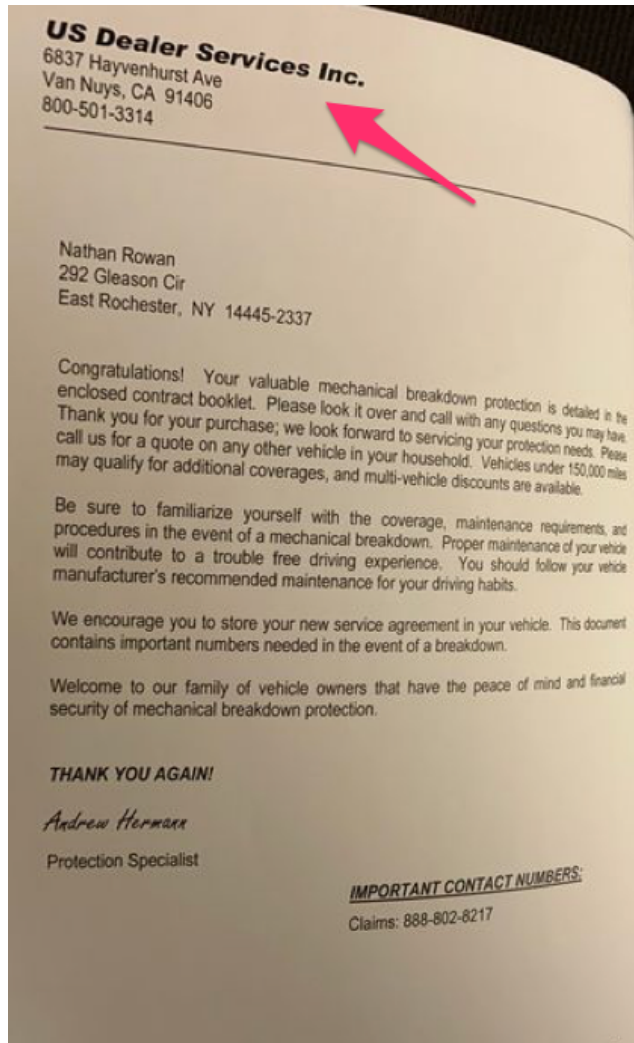 US Dealer Services Inc.
6837 Hayvenhurst Ave
Van Nuys, CA 91406
800-501-3314
Nathan Rowan
292 Gleason Cir
East Rochester, NY 14445-2337
Congratulations! Your valuable mechanical breakdown protection is detailed in the
enclosed contract booklet. Please look it over and call with any questions you may have.
Thank you for your purchase; we look forward to servicing your protection needs. Please
call us for a quote on any other vehicle in your household. Vehicles under 150,000 miles
may qualify for additional coverages, and multi-vehicle discounts are available.
Be sure to familiarize yourself with the coverage, maintenance requirements, and
procedures in the event of a mechanical breakdown. Proper maintenance of your vehicle
will contribute to a trouble free driving experience. You should follow your vehicle
manufacturer's recommended maintenance for your driving habits.
We encourage you to store your new service agreement in your vehicle. This document
contains important numbers needed in the event of a breakdown.
Welcome to our family of vehicle owners that have the peace of mind and financial
security of mechanical breakdown protection.
THANK YOU AGAIN!
Andrew Hermann
Protection Specialist
IMPORTANT CONTACT NUMBERS:
Claims: 888-802-8217